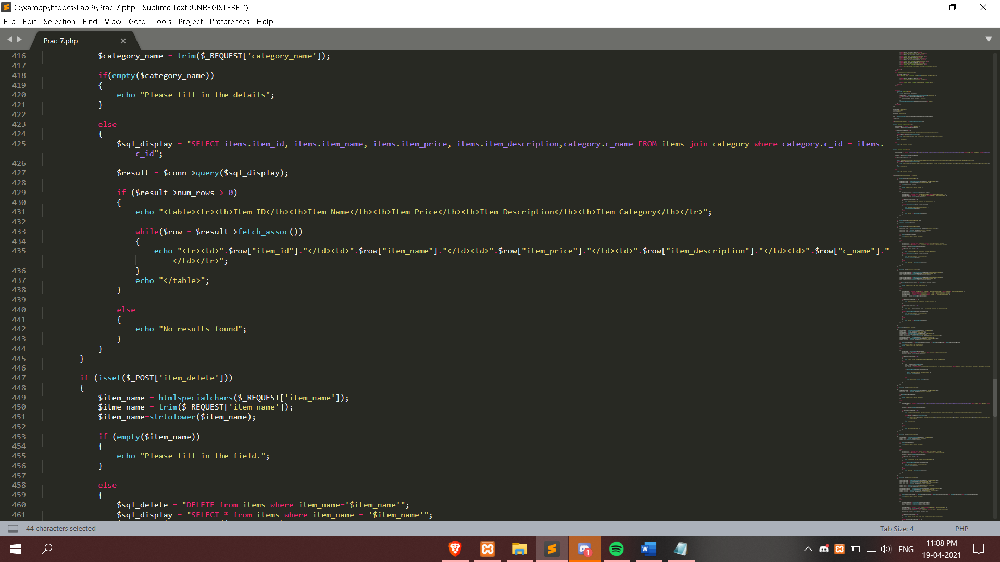 C:\xampp\htdocs\Lab 9\Prac_7.php - Sublime Text (UNREGISTERED)
File Edit Selection Find View Goto Tools Project Preferences Help
Prac_7.php
416 $category_name = trim($_REQUEST['category_name']);
417
418 if(empty($category_name))
419 {
420 echo "Please fill in the details";
421 }
422
423 else
424 {
425 $sql_display = "SELECT items.item_id, items.item_name, items.item_price, items.item_description,category.c_name FROM items join category where category.c_id = items.
c_id";
426
427 $result = $conn->query($sql_display);
428
429 if ($result->num_rows > 0)
430 {
431 echo "<table><tr><th>Item ID</th><th>Item Name</th><th>Item Price</th><th>Item Description</th><th>Item Category</th></tr>";
432
433 while($row = $result->fetch_assoc())
434 {
435 echo "<tr><td>".$row["item_id"]."</td><td>".$row["item_name"]."</td><td>".$row["item_price"]."</td><td>".$row["item_description"]."</td><td>".$row["c_name"]."
</td></tr>";
436 }
437 echo "</table>";
438 }
439
440 else
441 {
442 echo "No results found";
443 }
444 }
445 }
446
447 if (isset($_POST['item_delete']))
448 {
449 $item_name = htmlspecialchars($_REQUEST['item_name']);
450 $itme_name = trim($_REQUEST['item_name']);
451 $item_name=strtolower($item_name);
452
453 if (empty($item_name))
454 {
455 echo "Please fill in the field.";
456 }
457
458 else
459 {
460 $sql_delete = "DELETE from items where item_name='$item_name'";
461 $sql_display = "SELECT * from items where item_name = '$item_name'";
44 characters selected
Tab Size: 4 PHP
1
ENG
11:08 PM
19-04-2021